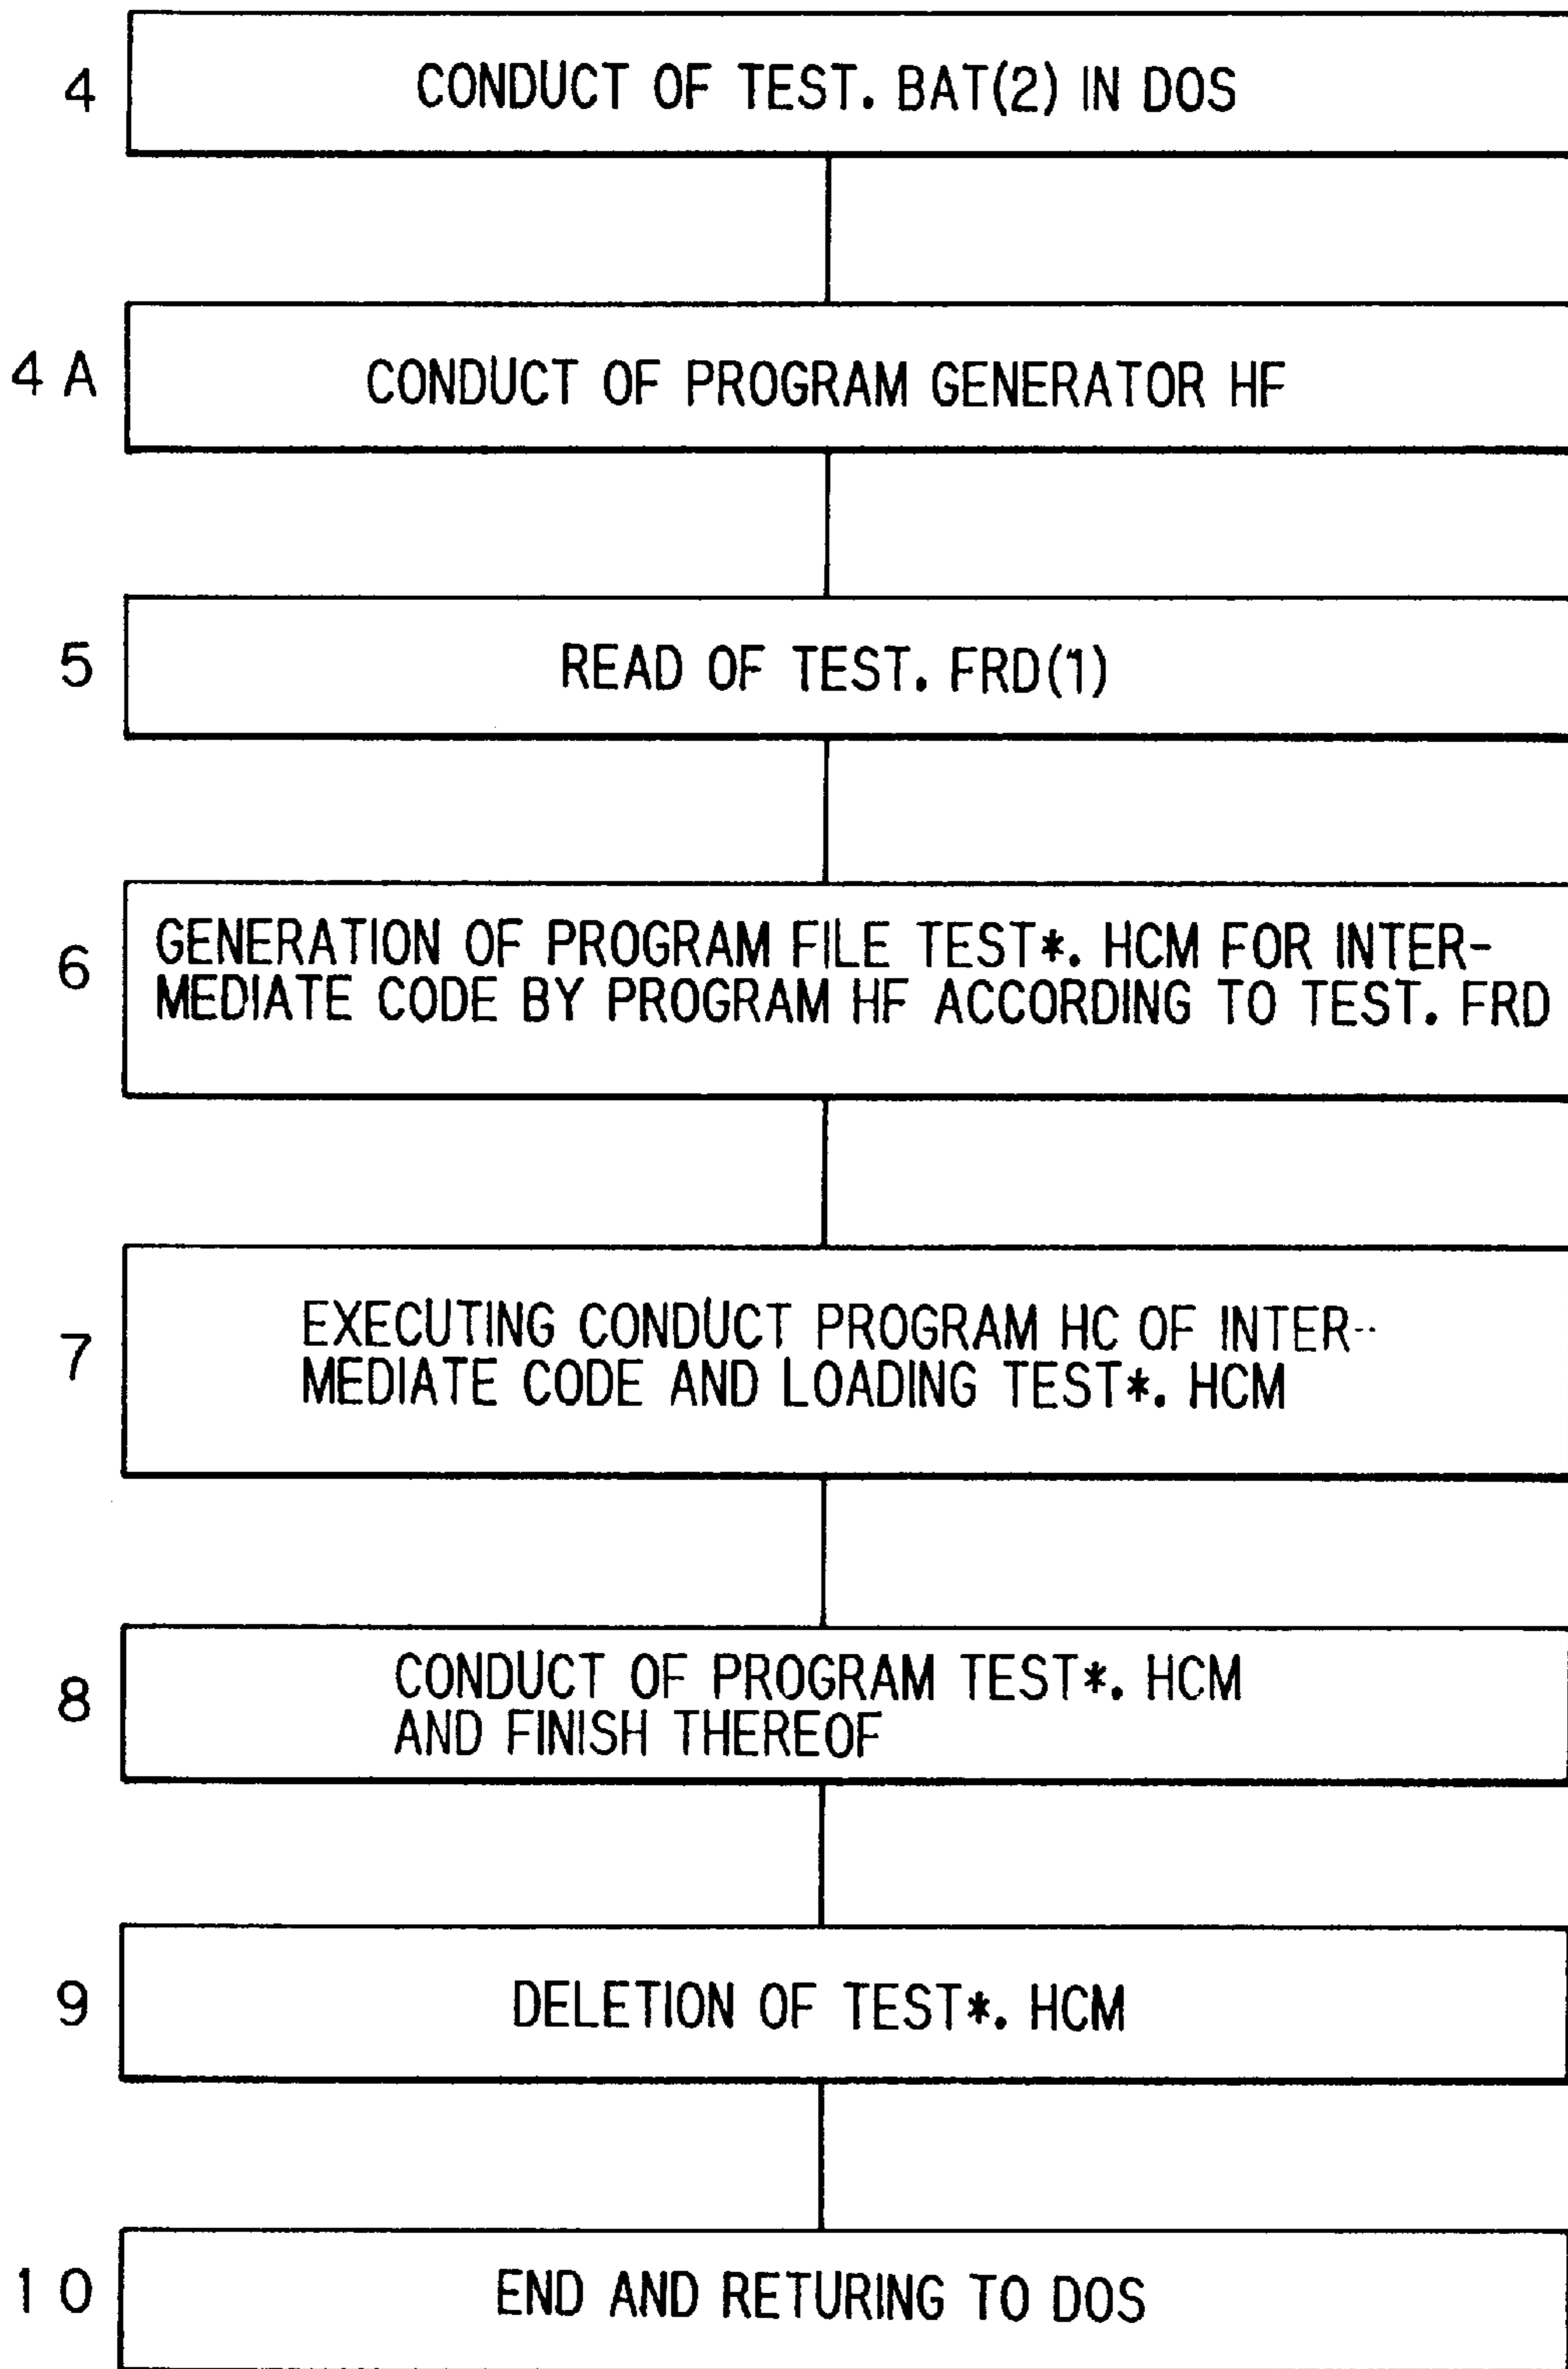 4
CONDUCT OF TEST. BAT(2) IN DOS
4 A
CONDUCT OF PROGRAM GENERATOR HF
5
READ OF TEST. FRD(1)
6
GENERATION OF PROGRAM FILE TEST*. HCM FOR INTER-
MEDIATE CODE BY PROGRAM HF ACCORDING TO TEST. FRD
7
EXECUTING CONDUCT PROGRAM HC OF INTER-
MEDIATE CODE AND LOADING TEST*. HCM
8
CONDUCT OF PROGRAM TEST*. HCM
AND FINISH THEREOF
9
DELETION OF TEST*. HCM
10
END AND RETURING TO DOS